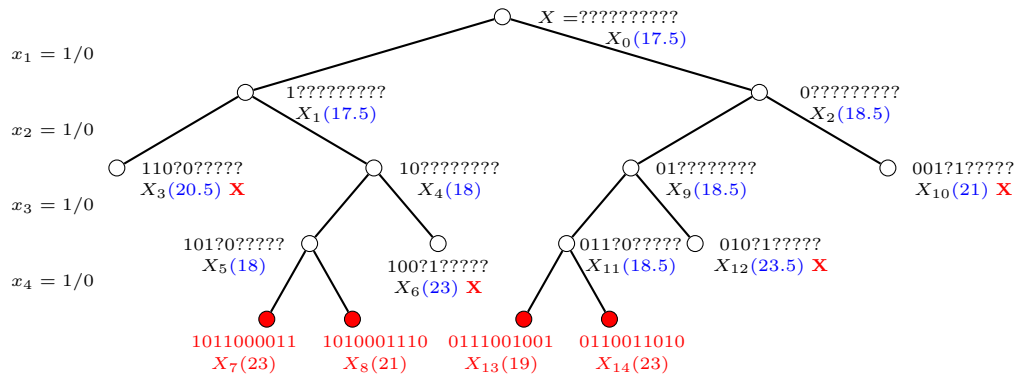 X =??????????
X₀(17.5)
x₁ = 1/0
1?????????
X₁(17.5)
0?????????
X₂(18.5)
x₂ = 1/0
110?0?????
X₃(20.5) X
10????????
X₄(18)
01????????
X₉(18.5)
001?1?????
X₁₀(21) X
x₃ = 1/0
101?0?????
X₅(18)
100?1?????
X₆(23) X
011?0?????
X₁₁(18.5)
010?1?????
X₁₂(23.5) X
x₄ = 1/0
1011000011
X₇(23)
1010001110
X₈(21)
0111001001
X₁₃(19)
0110011010
X₁₄(23)